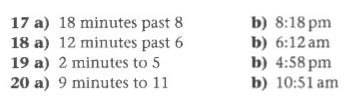 17 a) 18 minutes past 8 b) 8:18 pm
18 a) 12 minutes past 6 b) 6:12 am
19 a) 2 minutes to 5 b) 4:58 pm
20 a) 9 minutes to 11 b) 10:51 am